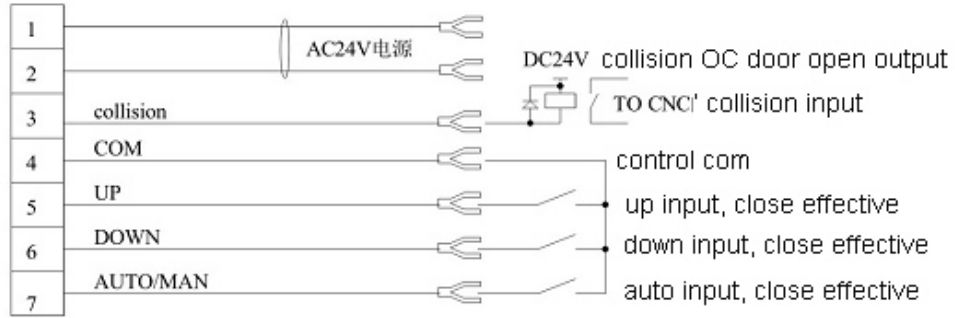 1
AC24V电源
2
DC24V collision OC door open output
3 collision
TO CNC' collision input
4 COM
control com
5 UP
up input, close effective
6 DOWN
down input, close effective
7 AUTO/MAN
auto input, close effective